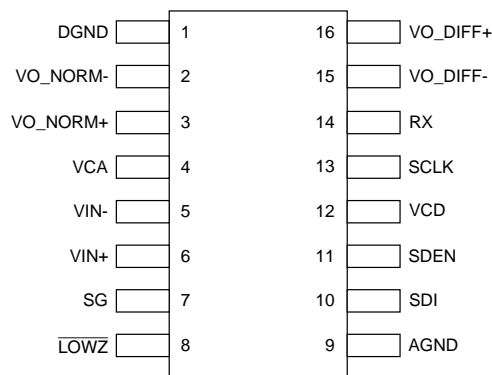 DGND 1 16 VO_DIFF+
VO_NORM- 2 15 VO_DIFF-
VO_NORM+ 3 14 RX
VCA 4 13 SCLK
VIN- 5 12 VCD
VIN+ 6 11 SDEN
SG 7 10 SDI
LOWZ 8 9 AGND